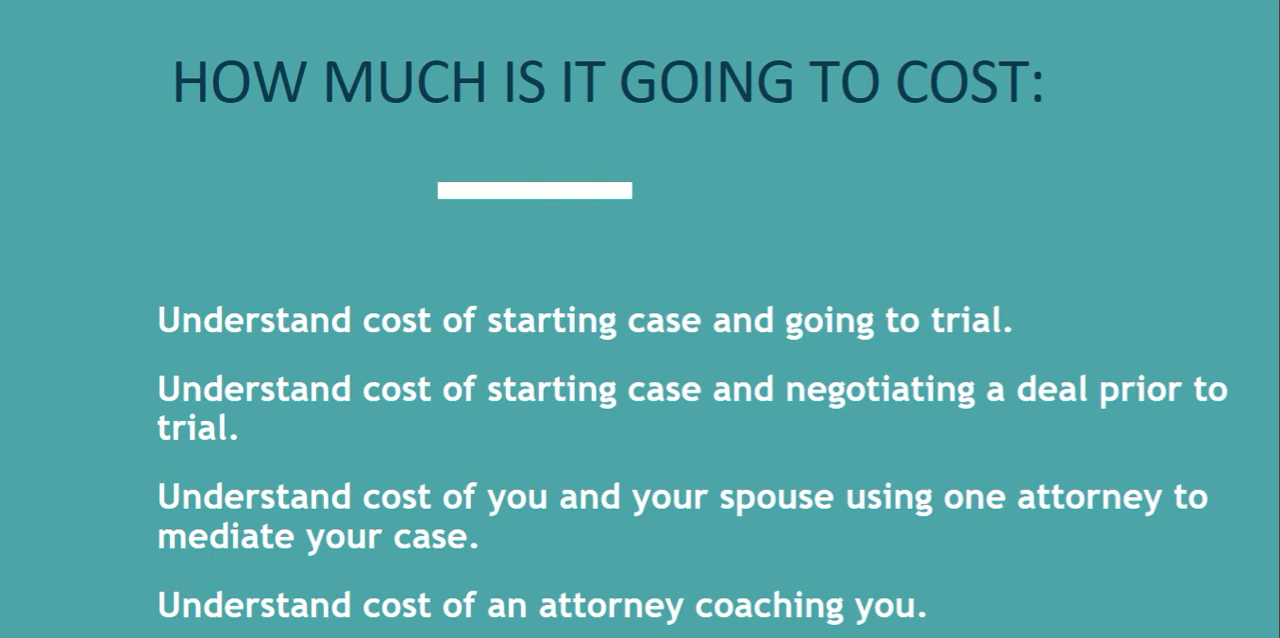 HOW MUCH IS IT GOING TO COST:
Understand cost of starting case and going to trial.
Understand cost of starting case and negotiating a deal prior to
trial.
Understand cost of you and your spouse using one attorney to
mediate your case.
Understand cost of an attorney coaching you.